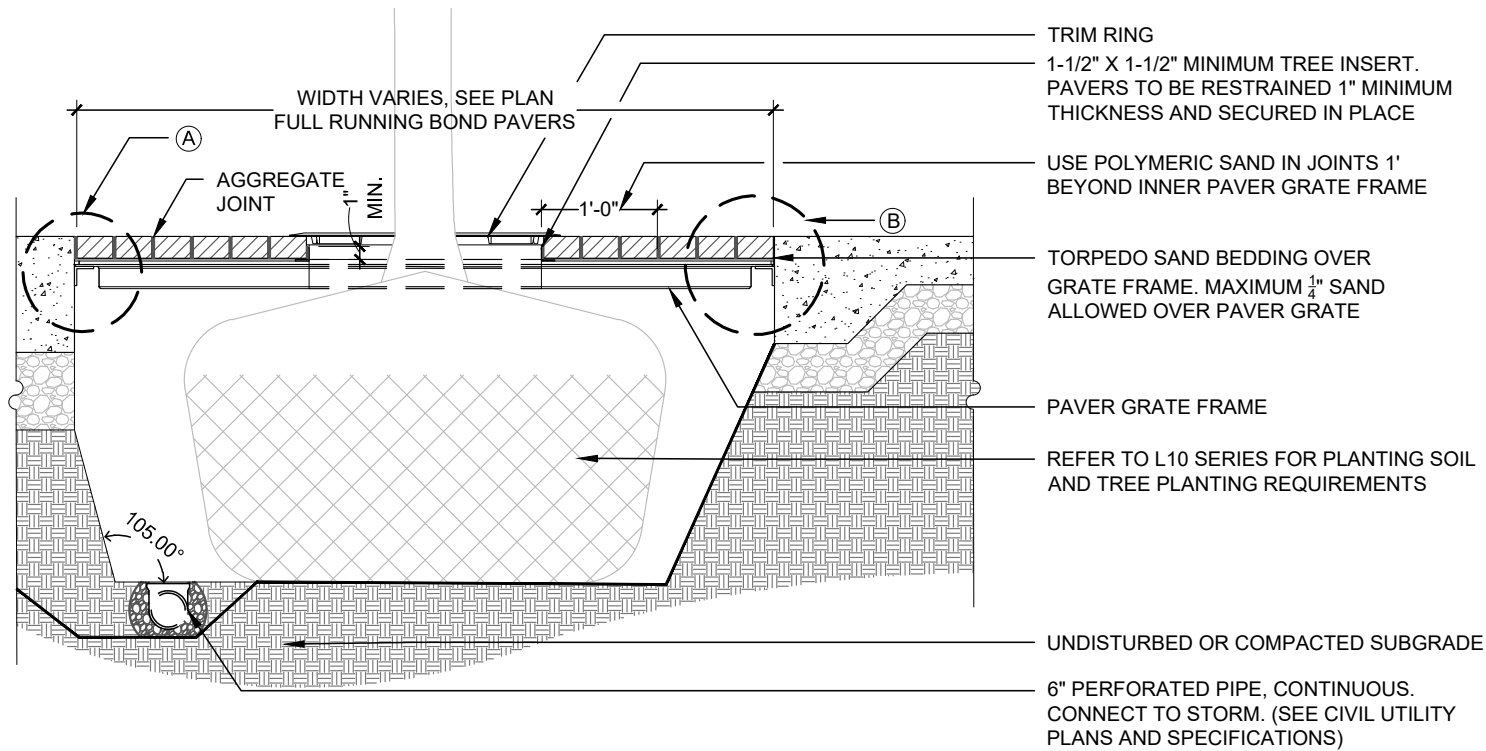 WIDTH VARIES, SEE PLAN
FULL RUNNING BOND PAVERS
A
AGGREGATE
JOINT
1"
MIN.
1'-0"
B
105.00°
TRIM RING
1-1/2" X 1-1/2" MINIMUM TREE INSERT.
PAVERS TO BE RESTRAINED 1" MINIMUM
THICKNESS AND SECURED IN PLACE
USE POLYMERIC SAND IN JOINTS 1'
BEYOND INNER PAVER GRATE FRAME
TORPEDO SAND BEDDING OVER
GRATE FRAME. MAXIMUM 1/4" SAND
ALLOWED OVER PAVER GRATE
PAVER GRATE FRAME
REFER TO L10 SERIES FOR PLANTING SOIL
AND TREE PLANTING REQUIREMENTS
UNDISTURBED OR COMPACTED SUBGRADE
6" PERFORATED PIPE, CONTINUOUS.
CONNECT TO STORM. (SEE CIVIL UTILITY
PLANS AND SPECIFICATIONS)